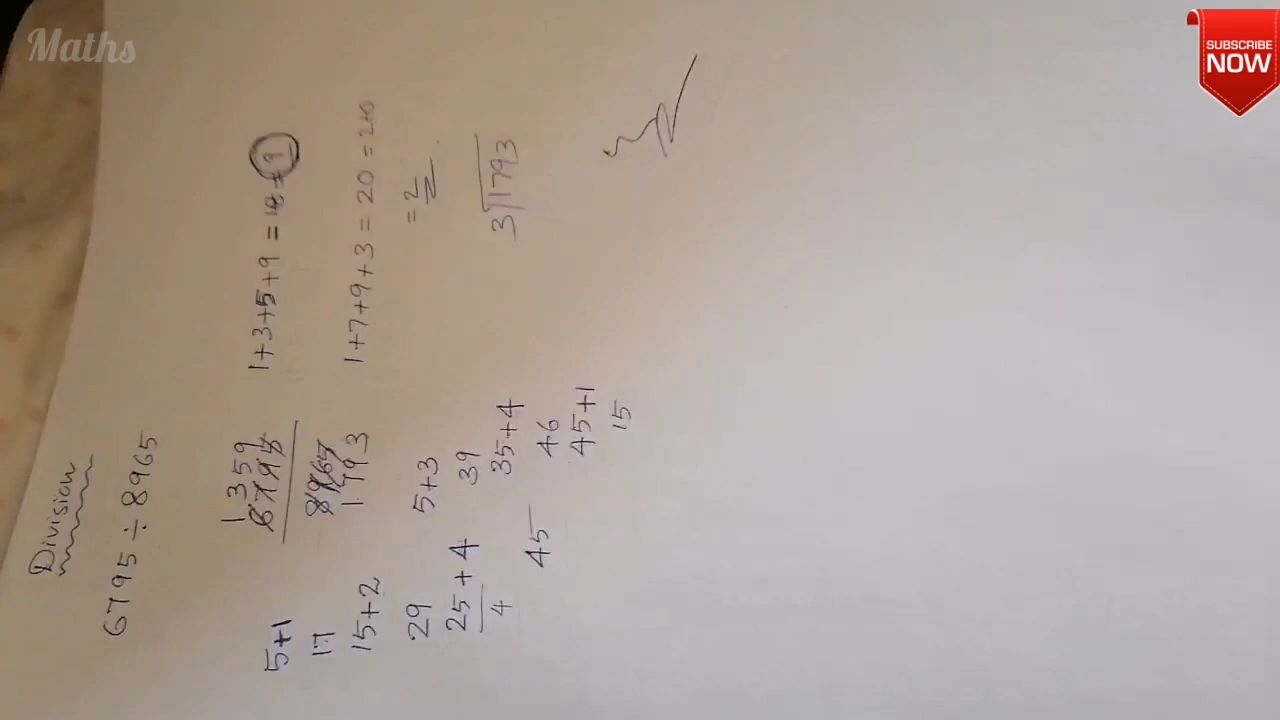 Maths
SUBSCRIBE
NOW
Division
6795 ÷ 8965
1359
6795
8965
1793
1+3+5+9 = 18 = 9
1+7+9+3 = 20 = 2+0
= 2
3)1793
5+1
17
15+2
29
25+4
4
5+3
39
35+4
45
46
45+1
15